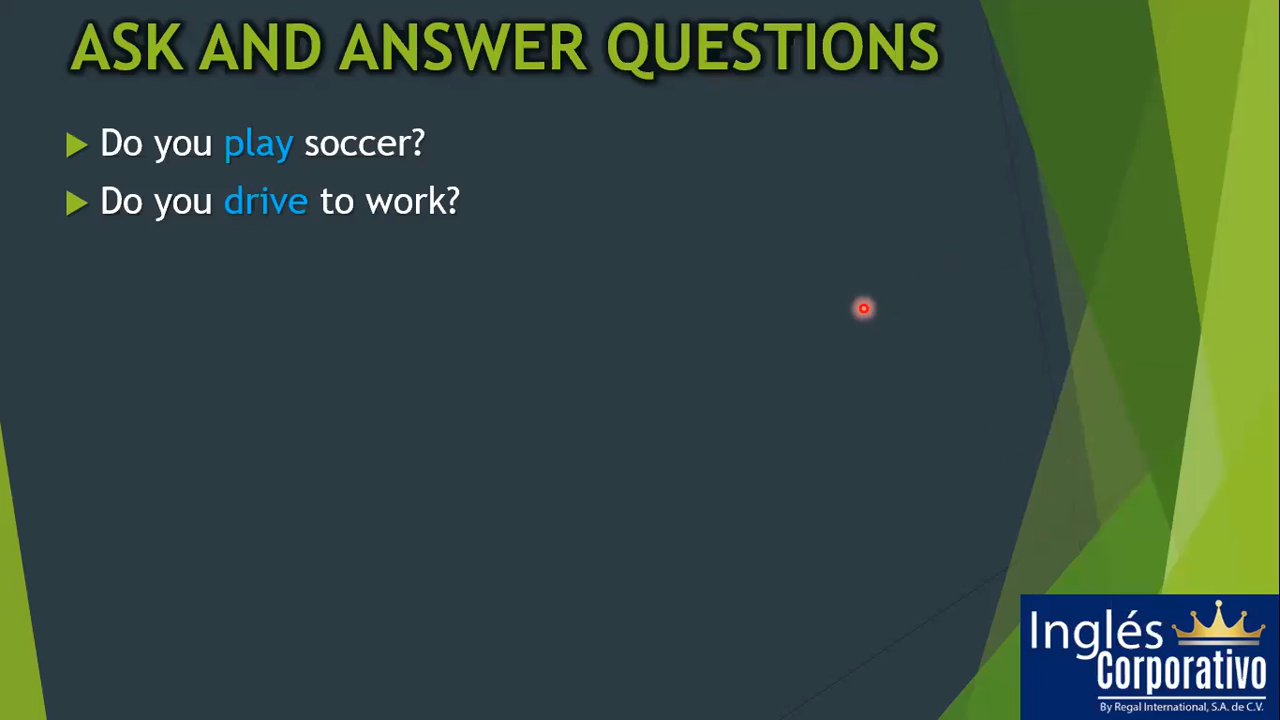 ASK AND ANSWER QUESTIONS
Do you play soccer?
Do you drive to work?
Inglés
Corporativo
By Regal International, S.A. de C.V.